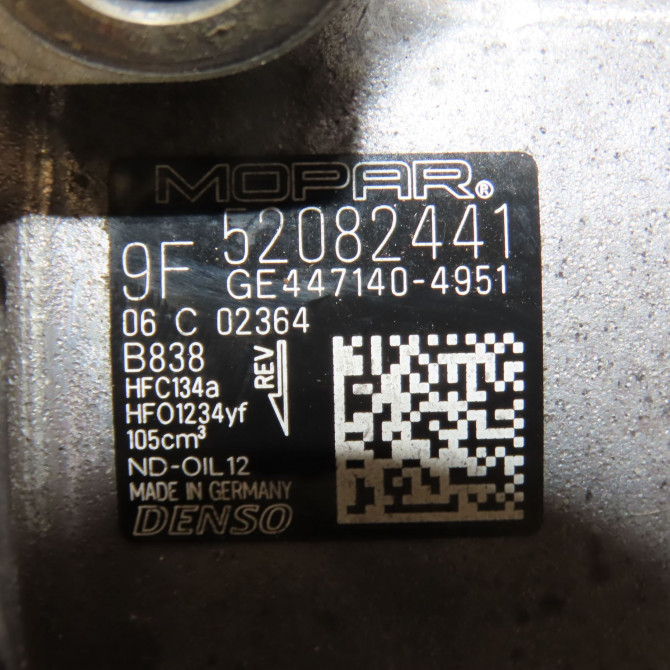 MOPAR®
52082441
9F GE447140-4951
06 C 02364
B838
REV
HFC134a
HFO1234yf
105cm³
ND-OIL12
MADE IN GERMANY
DENSO